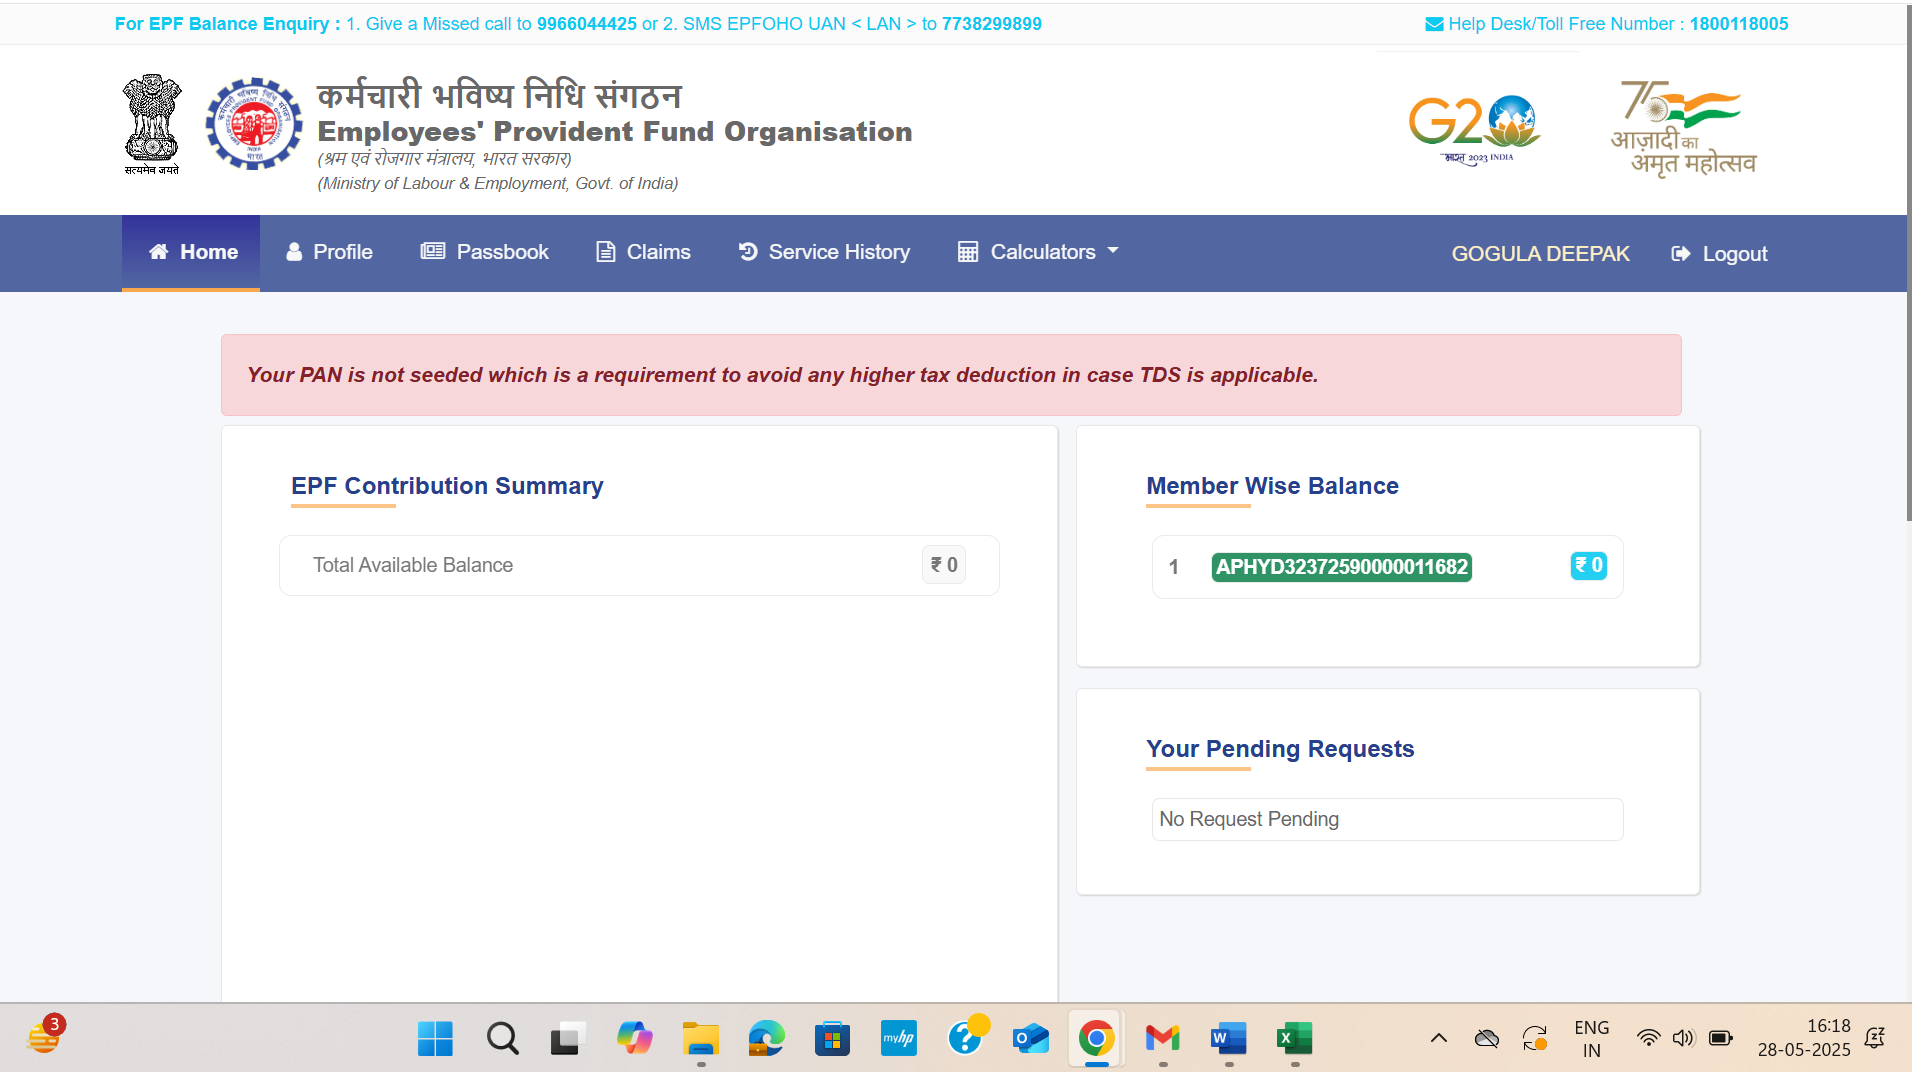 For EPF Balance Enquiry : 1. Give a Missed call to 9966044425 or 2. SMS EPFOHO UAN < LAN > to 7738299899
Help Desk/Toll Free Number : 1800118005
सत्यमेव जयते
कर्मचारी भविष्य निधि संगठन
Employees' Provident Fund Organisation
(श्रम एवं रोजगार मंत्रालय, भारत सरकार)
(Ministry of Labour & Employment, Govt. of India)
G20
भारत 2023 INDIA
75
आज़ादी का
अमृत महोत्सव
Home
Profile
Passbook
Claims
Service History
Calculators
GOGULA DEEPAK
Logout
Your PAN is not seeded which is a requirement to avoid any higher tax deduction in case TDS is applicable.
EPF Contribution Summary
Total Available Balance ₹ 0
Member Wise Balance
1 APHYD32372590000011682 ₹ 0
Your Pending Requests
No Request Pending
3
myhp
ENG
IN
16:18
28-05-2025